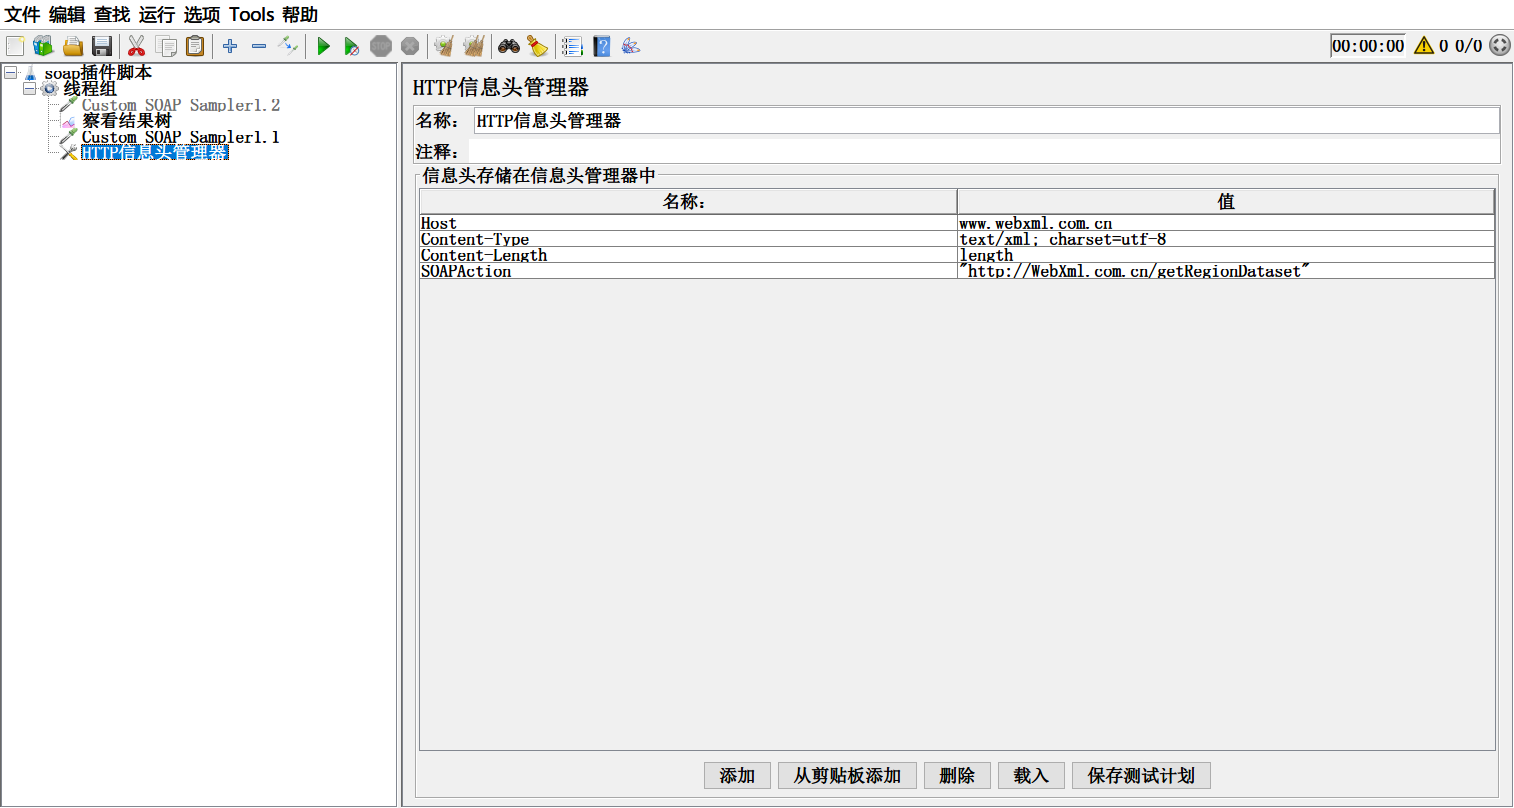 文件 编辑 查找 运行 选项 Tools 帮助
STOP
00:00:00 0 0/0
soap插件脚本
线程组
Custom SOAP Sampler1.2
察看结果树
Custom SOAP Sampler1.1
HTTP信息头管理器
HTTP信息头管理器
名称： HTTP信息头管理器
注释：
信息头存储在信息头管理器中
名称： 值
Host www.webxml.com.cn
Content-Type text/xml; charset=utf-8
Content-Length length
SOAPAction "http://WebXml.com.cn/getRegionDataset"
添加 从剪贴板添加 删除 载入 保存测试计划